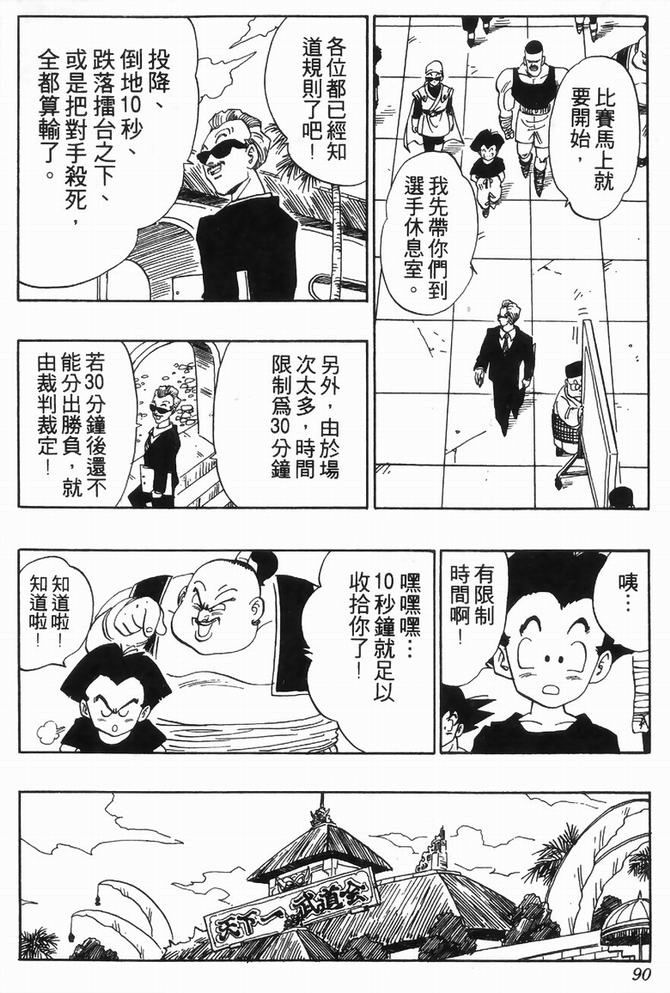 比賽馬上就
要開始，
我先帶你們到
選手休息室。
各位都已經知
道規則了吧！
投降、
倒地10秒、
跌落擂台之下、
或是把對手殺死，
全都算輸了。
另外，由於場
次太多，時間
限制為30分鐘
若30分鐘後還不
能分出勝負，就
由裁判裁定！
咦…
有限制
時間啊！
嘿嘿嘿…
10秒鐘就足以
收拾你了！
知道啦！
知道啦！
天下一武道会
90